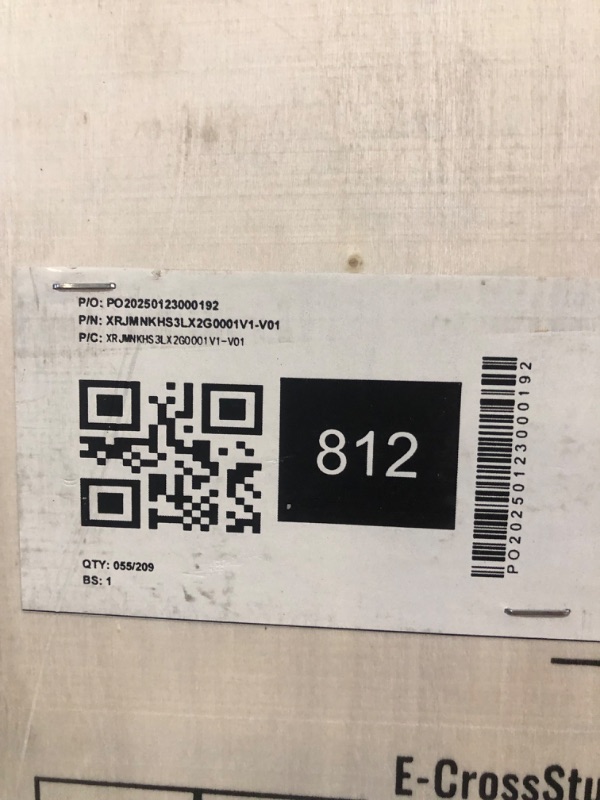 P/O: PO20250123000192
P/N: XRJMNKHS3LX2G0001V1-V01
P/C: XRJMNKHS3LX2G0001V1-V01
812
PO20250123000192
QTY: 055/209
BS: 1
E-CrossStu